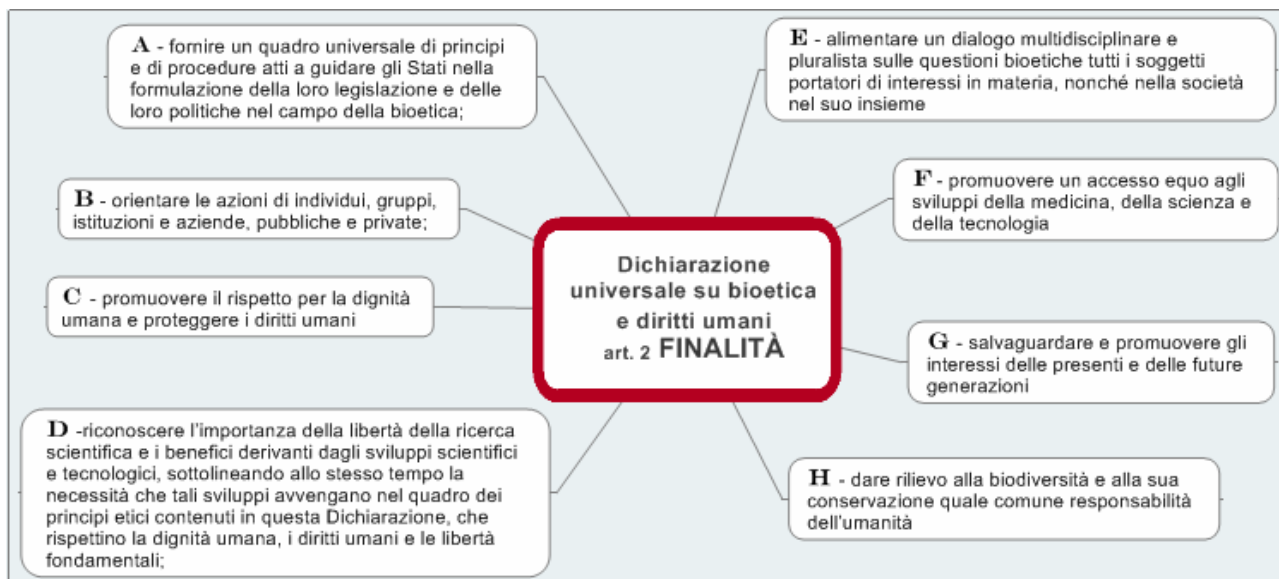 A - fornire un quadro universale di principi
e di procedure atti a guidare gli Stati nella
formulazione della loro legislazione e delle
loro politiche nel campo della bioetica;
B - orientare le azioni di individui, gruppi,
istituzioni e aziende, pubbliche e private;
C - promuovere il rispetto per la dignità
umana e proteggere i diritti umani
D -riconoscere l'importanza della libertà della ricerca
scientifica e i benefici derivanti dagli sviluppi scientifici
e tecnologici, sottolineando allo stesso tempo la
necessità che tali sviluppi avvengano nel quadro dei
principi etici contenuti in questa Dichiarazione, che
rispettino la dignità umana, i diritti umani e le libertà
fondamentali;
Dichiarazione
universale su bioetica
e diritti umani
art. 2 FINALITÀ
E - alimentare un dialogo multidisciplinare e
pluralista sulle questioni bioetiche tutti i soggetti
portatori di interessi in materia, nonché nella società
nel suo insieme
F - promuovere un accesso equo agli
sviluppi della medicina, della scienza e
della tecnologia
G - salvaguardare e promuovere gli
interessi delle presenti e delle future
generazioni
H - dare rilievo alla biodiversità e alla sua
conservazione quale comune responsabilità
dell'umanità